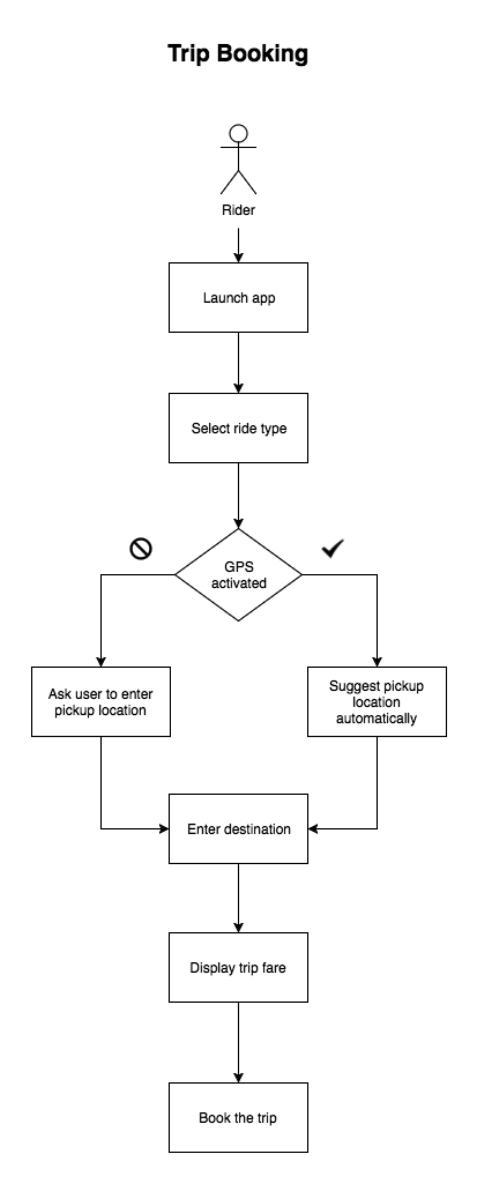 Trip Booking
Rider
Launch app
Select ride type
GPS
activated
Ask user to enter
pickup location
Suggest pickup
location
automatically
Enter destination
Display trip fare
Book the trip